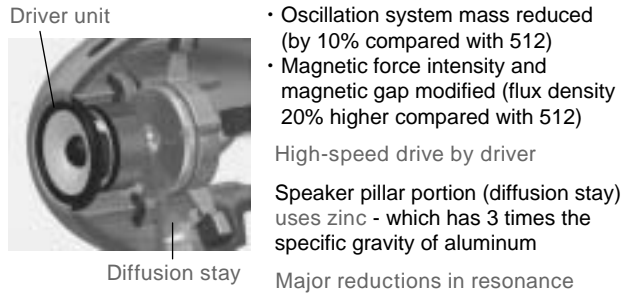 Driver unit
・Oscillation system mass reduced
(by 10% compared with 512)
・Magnetic force intensity and
magnetic gap modified (flux density
20% higher compared with 512)
High-speed drive by driver
Speaker pillar portion (diffusion stay)
uses zinc - which has 3 times the
specific gravity of aluminum
Diffusion stay
Major reductions in resonance